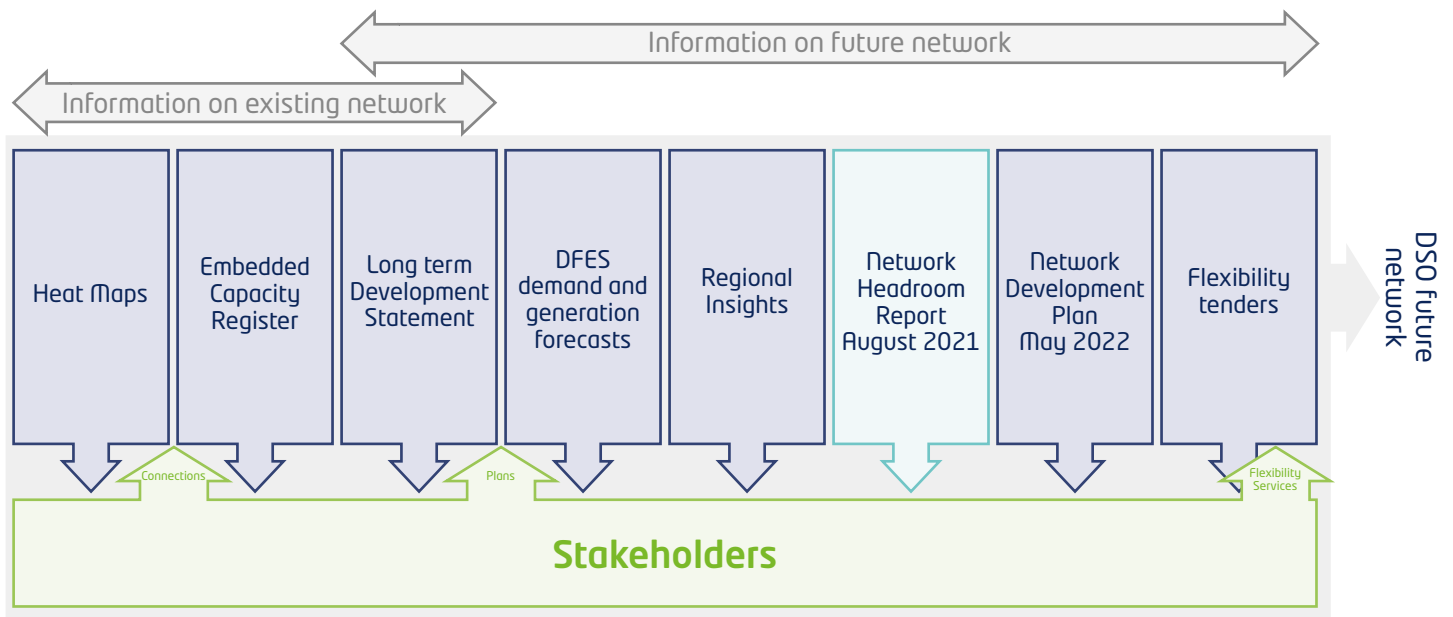 Information on future network
Information on existing network
Heat Maps
Embedded
Capacity
Register
Long term
Development
Statement
DFES
demand and
generation
forecasts
Regional
Insights
Network
Headroom
Report
August 2021
Network
Development
Plan
May 2022
Flexibility
tenders
DSO future
network
Connections
Plans
Flexibility
Services
Stakeholders